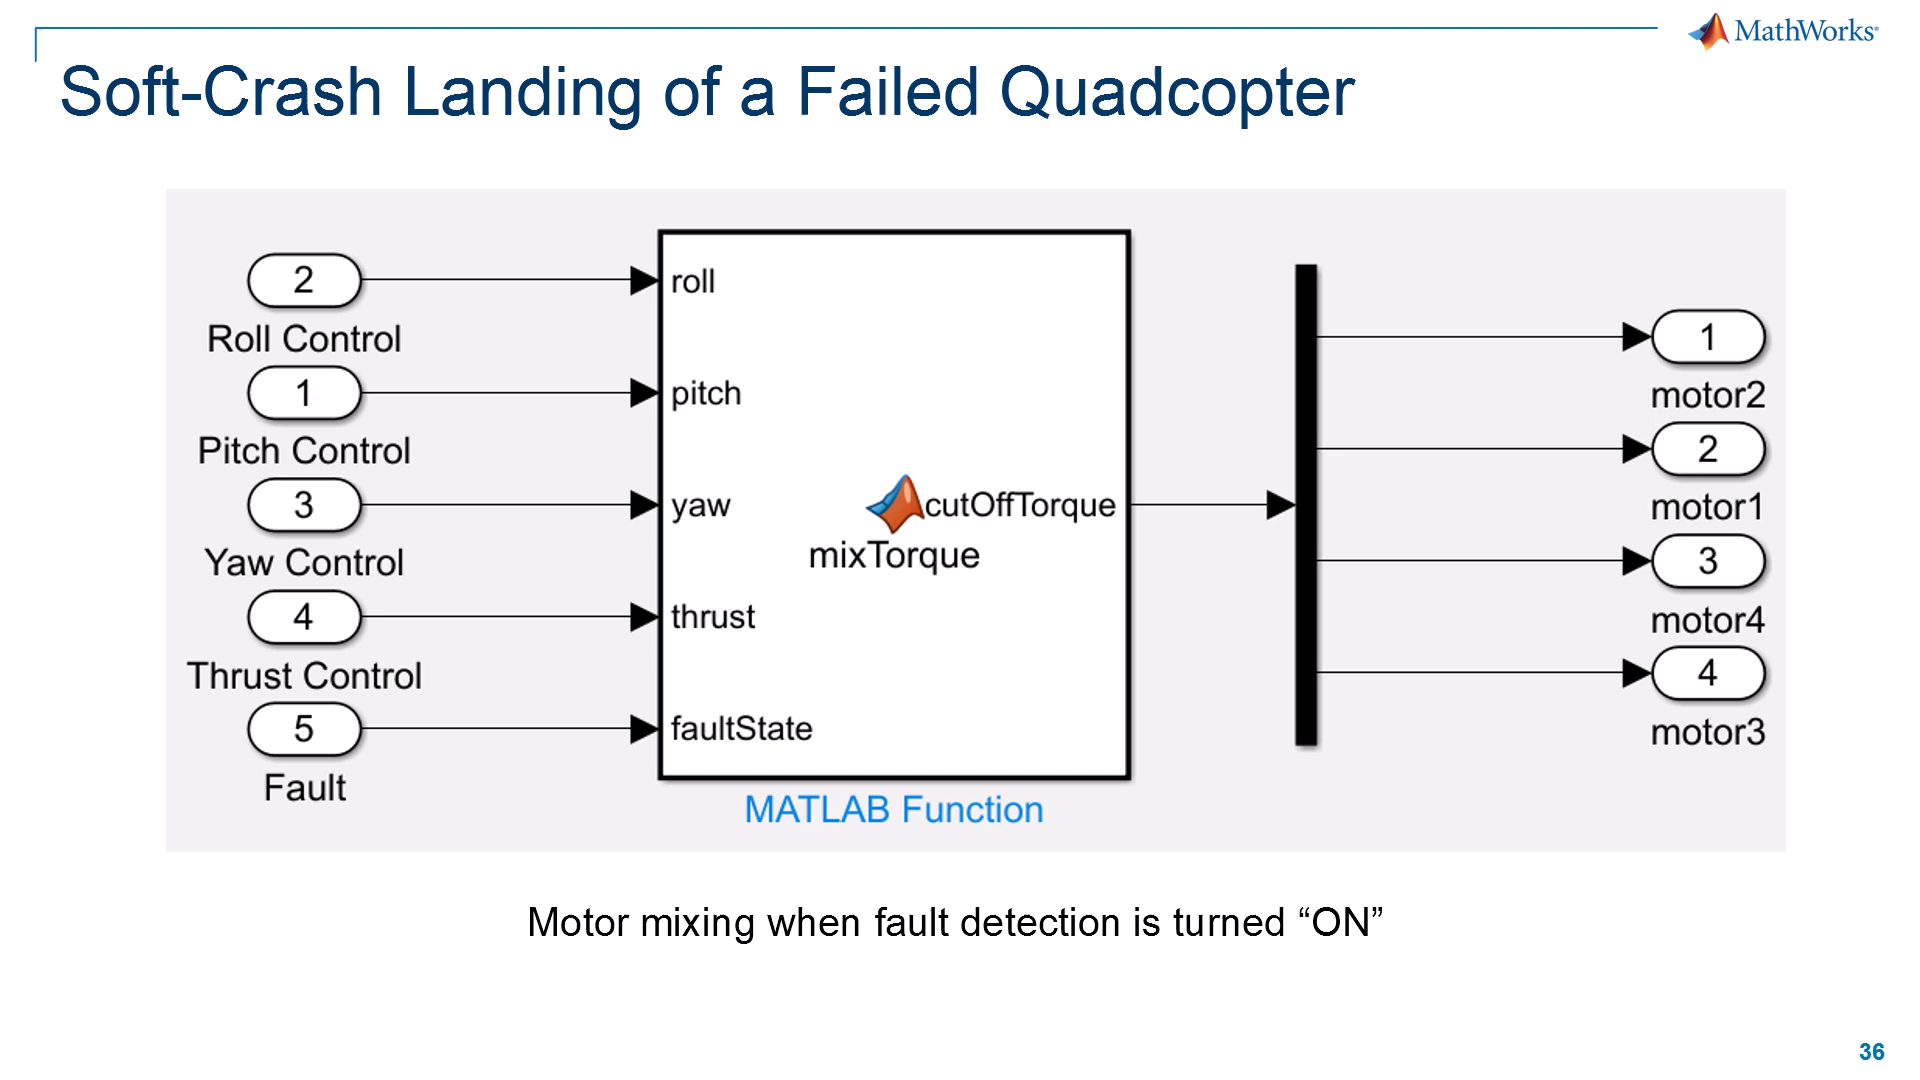 MathWorks®
Soft-Crash Landing of a Failed Quadcopter
2
Roll Control
1
Pitch Control
3
Yaw Control
4
Thrust Control
5
Fault
roll
pitch
yaw
thrust
faultState
cutOffTorque
mixTorque
MATLAB Function
1
motor2
2
motor1
3
motor4
4
motor3
Motor mixing when fault detection is turned “ON”
36